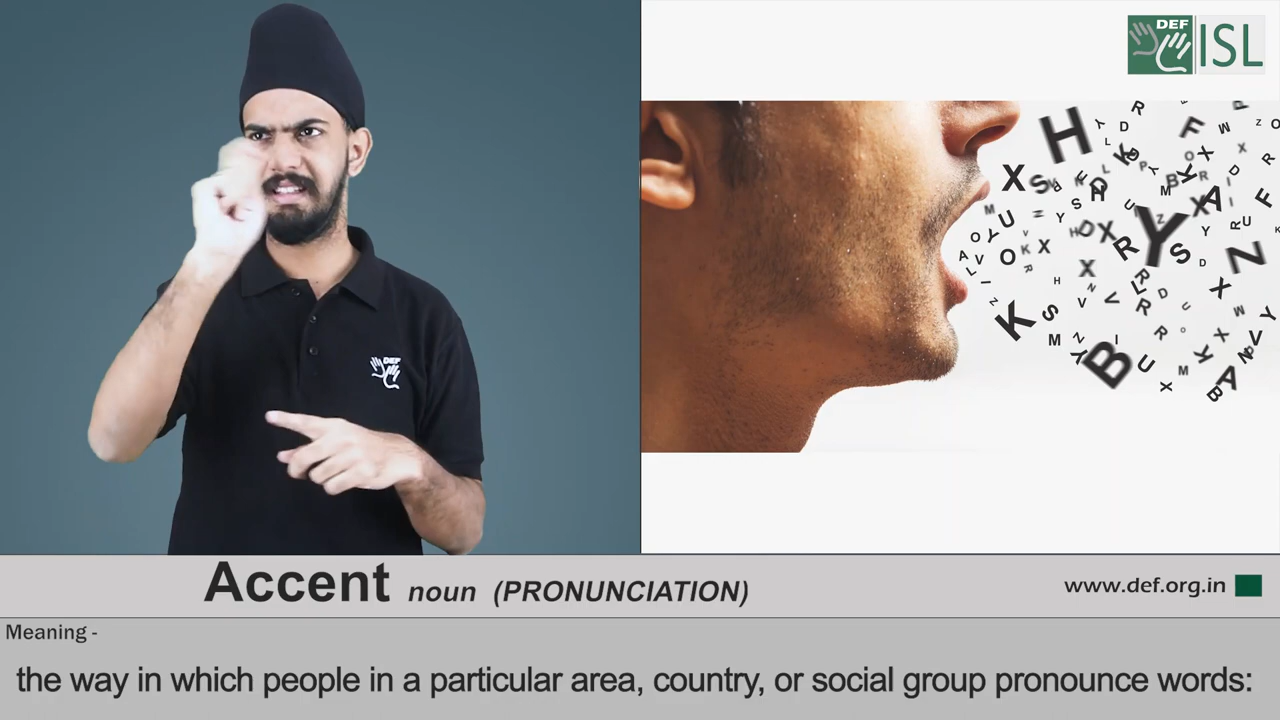 DEF
ISL
DEF
Accent noun (PRONUNCIATION)
www.def.org.in
Meaning -
the way in which people in a particular area, country, or social group pronounce words: